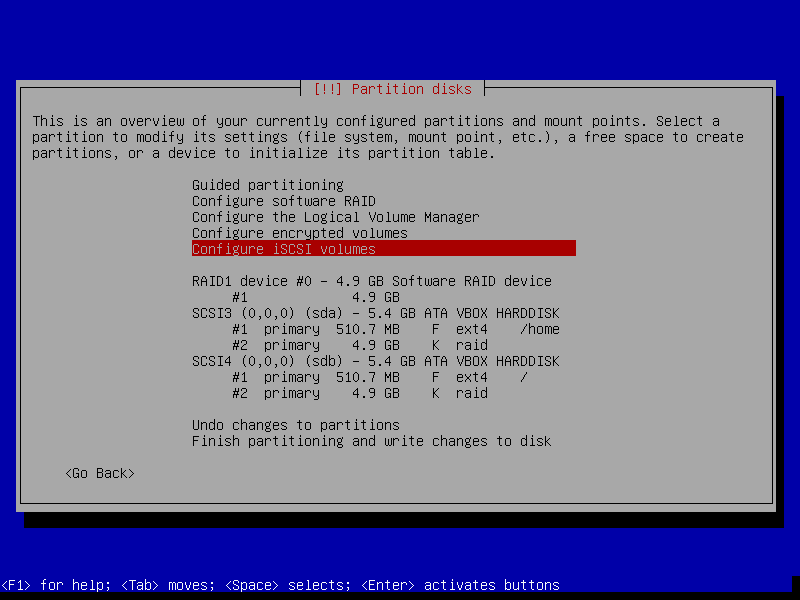 [!!] Partition disks
This is an overview of your currently configured partitions and mount points. Select a
partition to modify its settings (file system, mount point, etc.), a free space to create
partitions, or a device to initialize its partition table.
Guided partitioning
Configure software RAID
Configure the Logical Volume Manager
Configure encrypted volumes
Configure iSCSI volumes
RAID1 device #0 - 4.9 GB Software RAID device
#1 4.9 GB
SCSI3 (0,0,0) (sda) - 5.4 GB ATA VBOX HARDDISK
#1 primary 510.7 MB F ext4 /home
#2 primary 4.9 GB K raid
SCSI4 (0,0,0) (sdb) - 5.4 GB ATA VBOX HARDDISK
#1 primary 510.7 MB F ext4 /
#2 primary 4.9 GB K raid
Undo changes to partitions
Finish partitioning and write changes to disk
<Go Back>
<F1> for help; <Tab> moves; <Space> selects; <Enter> activates buttons